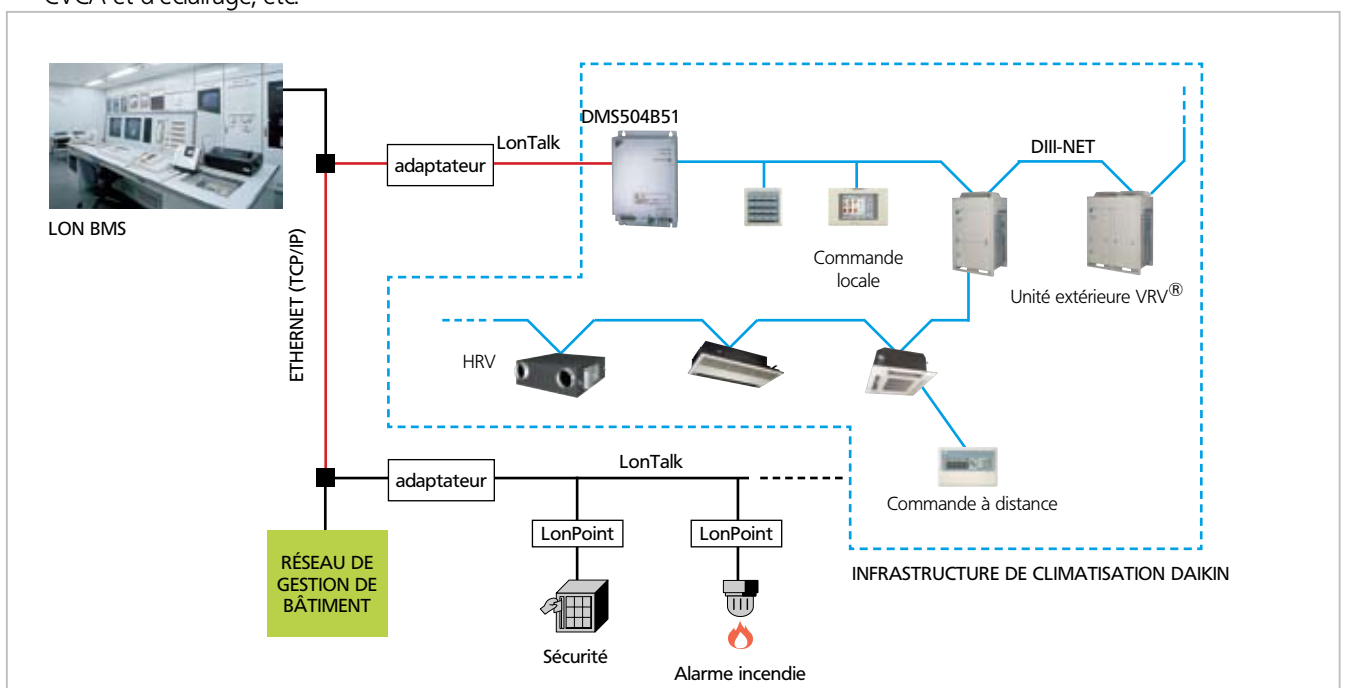 CVCA et d'éclairage, etc.
DMS504B51
LonTalk
adaptateur
DIII-NET
LON BMS
Commande
locale
Unité extérieure VRV®
ETHERNET (TCP/IP)
HRV
LonTalk
adaptateur
Commande à distance
LonPoint
LonPoint
RÉSEAU DE
GESTION DE
BÂTIMENT
INFRASTRUCTURE DE CLIMATISATION DAIKIN
Sécurité
Alarme incendie